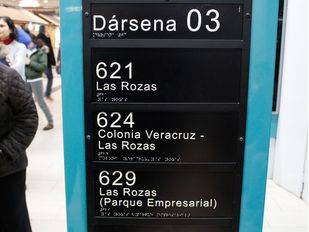 Dársena 03
621
Las Rozas
624
Colonia Veracruz -
Las Rozas
629
Las Rozas
(Parque Empresarial)